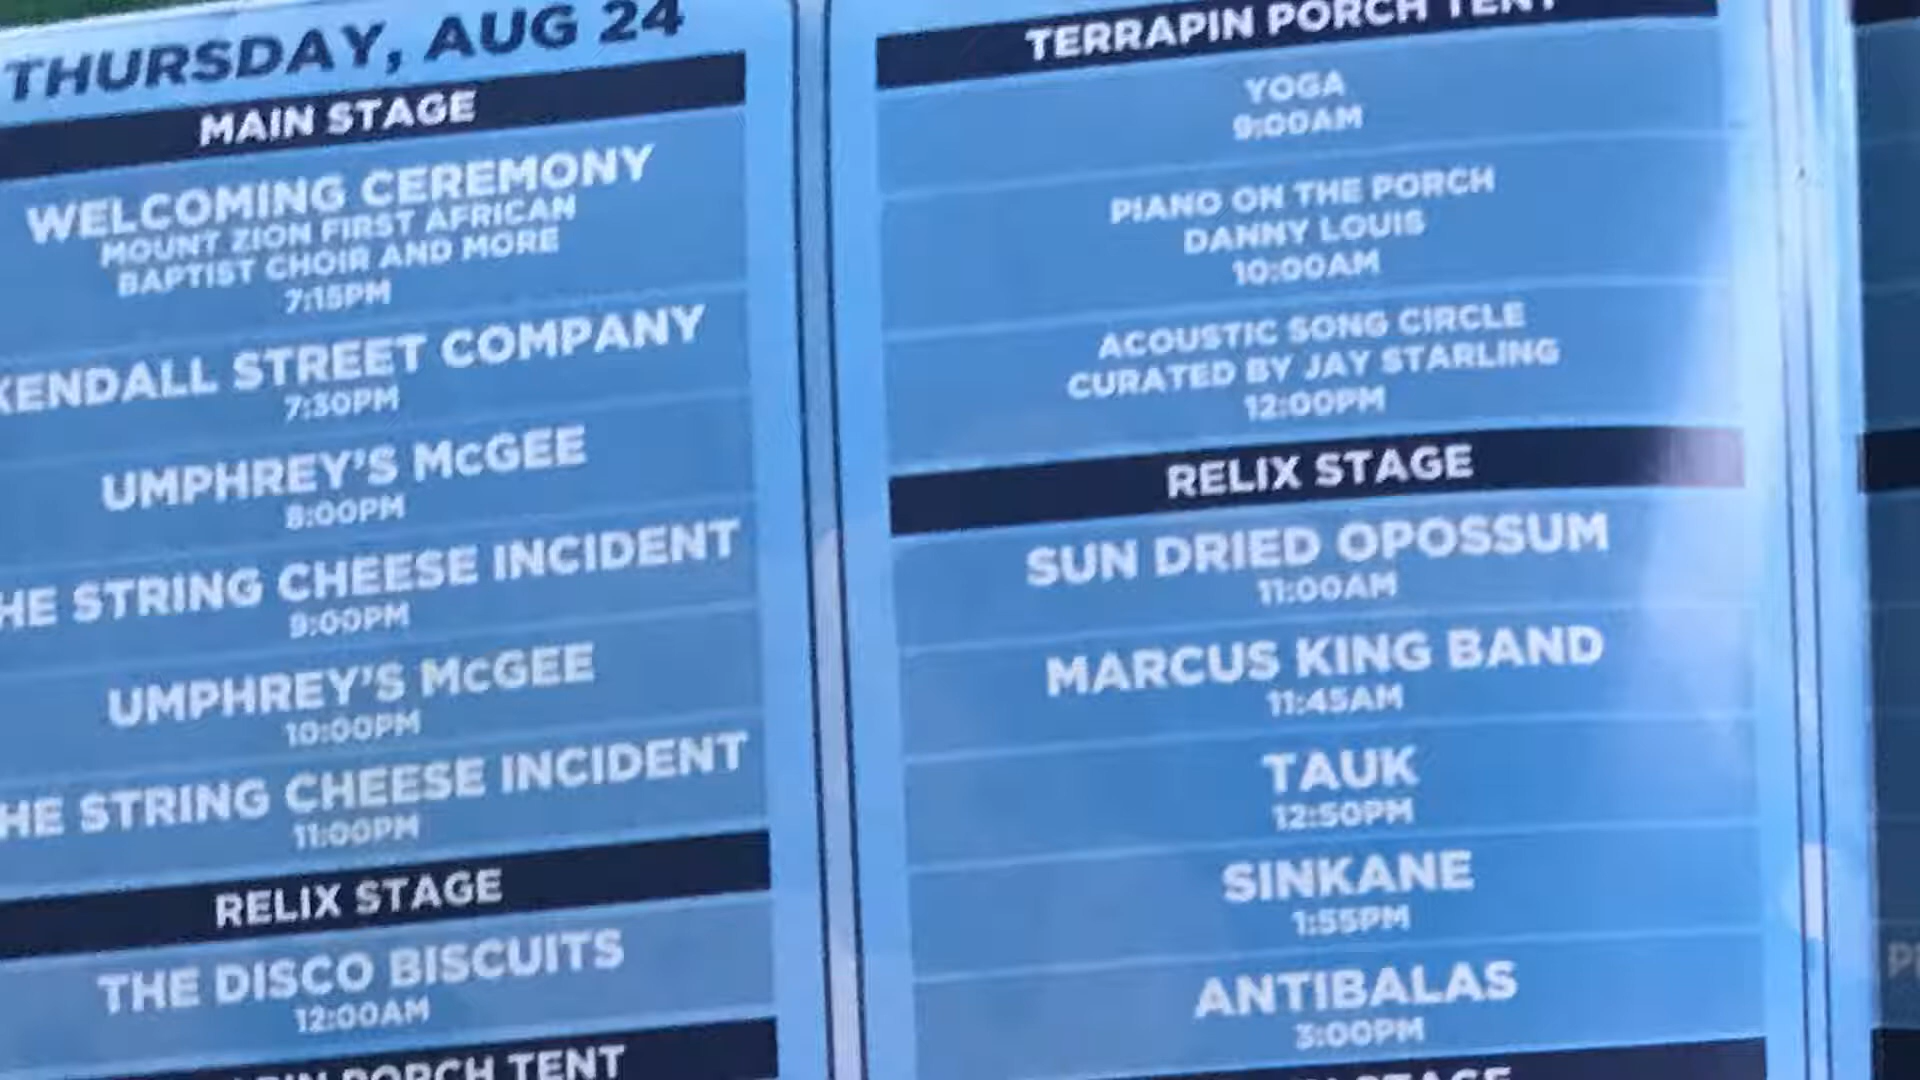 THURSDAY, AUG 24
MAIN STAGE
WELCOMING CEREMONY
MOUNT ZION FIRST AFRICAN
BAPTIST CHOIR AND MORE
7:15PM
KENDALL STREET COMPANY
7:30PM
UMPHREY'S McGEE
8:00PM
HE STRING CHEESE INCIDENT
9:00PM
UMPHREY'S McGEE
10:00PM
HE STRING CHEESE INCIDENT
11:00PM
RELIX STAGE
THE DISCO BISCUITS
12:00AM
PORCH TENT
TERRAPIN PORCH TENT
YOGA
9:00AM
PIANO ON THE PORCH
DANNY LOUIS
10:00AM
ACOUSTIC SONG CIRCLE
CURATED BY JAY STARLING
12:00PM
RELIX STAGE
SUN DRIED OPOSSUM
11:00AM
MARCUS KING BAND
11:45AM
TAUK
12:50PM
SINKANE
1:55PM
ANTIBALAS
3:00PM
STAGE